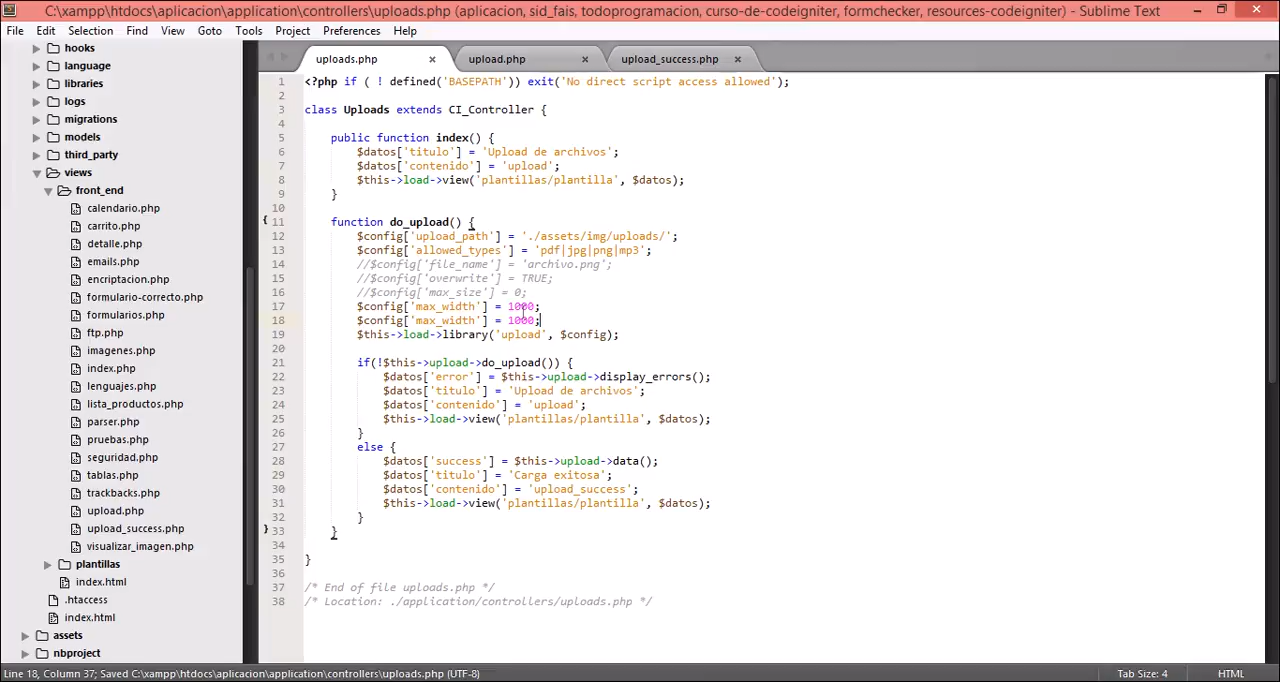 C:\xampp\htdocs\aplicacion\application\controllers\uploads.php (aplicacion, sid_fais, todoprogramacion, curso-de-codeigniter, formchecker, resources-codeigniter) - Sublime Text
File Edit Selection Find View Goto Tools Project Preferences Help
hooks
language
libraries
logs
migrations
models
third_party
views
front_end
calendario.php
carrito.php
detalle.php
emails.php
encriptacion.php
formulario-correcto.php
formularios.php
ftp.php
imagenes.php
index.php
lenguajes.php
lista_productos.php
parser.php
pruebas.php
seguridad.php
tablas.php
trackbacks.php
upload.php
upload_success.php
visualizar_imagen.php
plantillas
index.html
.htaccess
index.html
assets
nbproject
uploads.php × upload.php × upload_success.php ×
1 <?php if ( ! defined('BASEPATH')) exit('No direct script access allowed');
2
3 class Uploads extends CI_Controller {
4
5 public function index() {
6 $datos['titulo'] = 'Upload de archivos';
7 $datos['contenido'] = 'upload';
8 $this->load->view('plantillas/plantilla', $datos);
9 }
10
11 function do_upload() {
12 $config['upload_path'] = './assets/img/uploads/';
13 $config['allowed_types'] = 'pdf|jpg|png|mp3';
14 //$config['file_name'] = 'archivo.png';
15 //$config['overwrite'] = TRUE;
16 //$config['max_size'] = 0;
17 $config['max_width'] = 1000;
18 $config['max_width'] = 1000;
19 $this->load->library('upload', $config);
20
21 if(!$this->upload->do_upload()) {
22 $datos['error'] = $this->upload->display_errors();
23 $datos['titulo'] = 'Upload de archivos';
24 $datos['contenido'] = 'upload';
25 $this->load->view('plantillas/plantilla', $datos);
26 }
27 else {
28 $datos['success'] = $this->upload->data();
29 $datos['titulo'] = 'Carga exitosa';
30 $datos['contenido'] = 'upload_success';
31 $this->load->view('plantillas/plantilla', $datos);
32 }
33 }
34
35 }
36
37 /* End of file uploads.php */
38 /* Location: ./application/controllers/uploads.php */
Line 18, Column 37; Saved C:\xampp\htdocs\aplicacion\application\controllers\uploads.php (UTF-8) Tab Size: 4 HTML